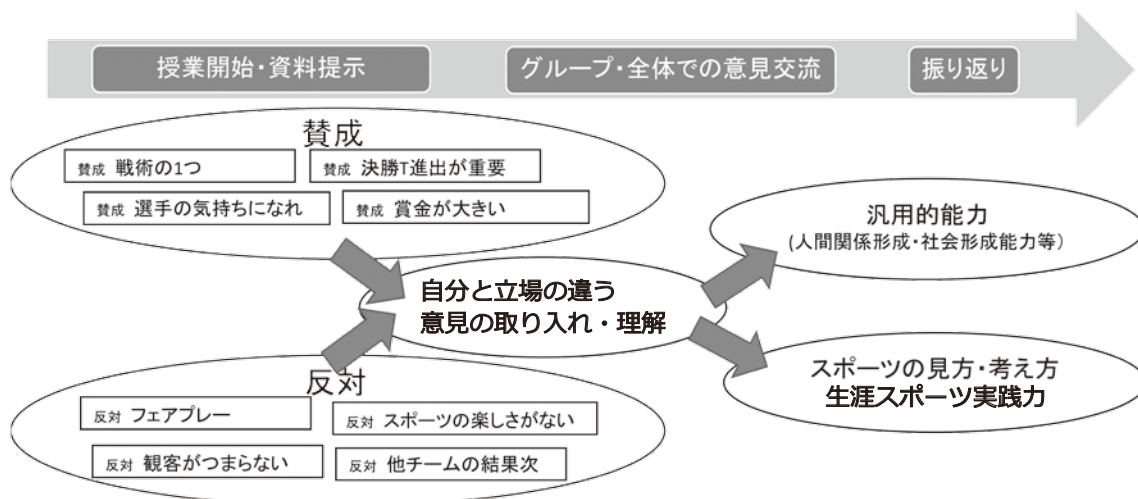 授業開始・資料提示
グループ・全体での意見交流
振り返り
賛成
賛成 戦術の1つ
賛成 決勝T進出が重要
賛成 選手の気持ちになれ
賛成 賞金が大きい
汎用的能力
(人間関係形成・社会形成能力等)
自分と立場の違う
意見の取り入れ・理解
スポーツの見方・考え方
生涯スポーツ実践力
反対
反対 フェアプレー
反対 スポーツの楽しさがない
反対 観客がつまらない
反対 他チームの結果次